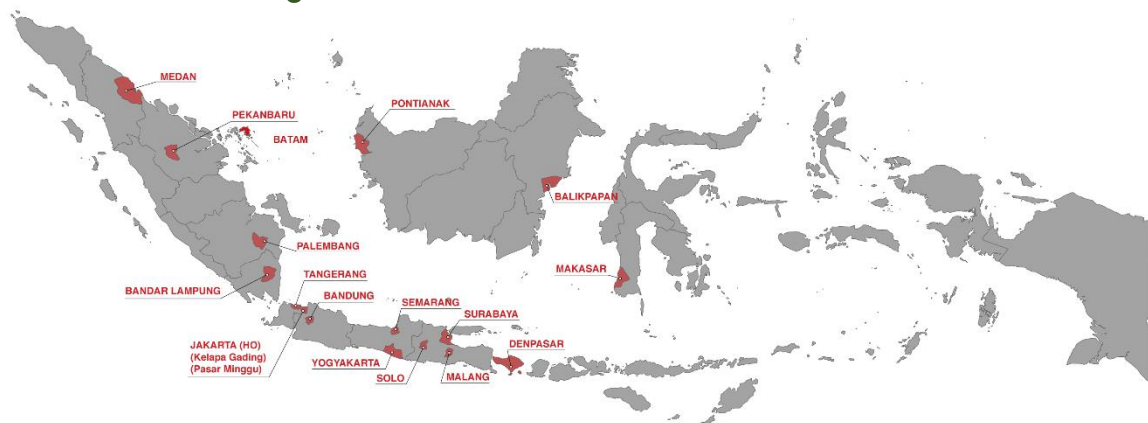 MEDAN
PEKANBARU
BATAM
PONTIANAK
BALIKPAPAN
PALEMBANG
MAKASAR
TANGERANG
BANDAR LAMPUNG
BANDUNG
SEMARANG
SURABAYA
JAKARTA (HO)
(Kelapa Gading)
(Pasar Minggu)
DENPASAR
YOGYAKARTA
SOLO
MALANG